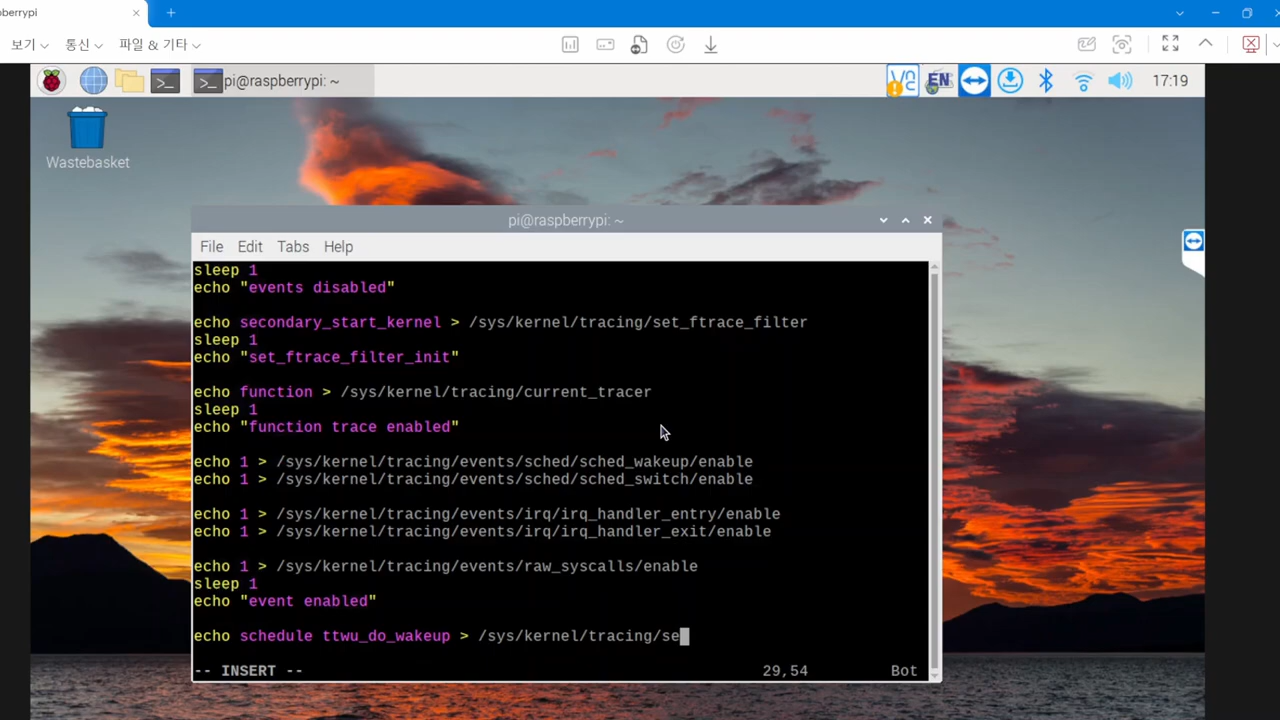 berrypi
보기 통신 파일 & 기타
pi@raspberrypi: ~
EN
17:19
Wastebasket
pi@raspberrypi: ~
File Edit Tabs Help
sleep 1
echo "events disabled"
echo secondary_start_kernel > /sys/kernel/tracing/set_ftrace_filter
sleep 1
echo "set_ftrace_filter_init"
echo function > /sys/kernel/tracing/current_tracer
sleep 1
echo "function trace enabled"
echo 1 > /sys/kernel/tracing/events/sched/sched_wakeup/enable
echo 1 > /sys/kernel/tracing/events/sched/sched_switch/enable
echo 1 > /sys/kernel/tracing/events/irq/irq_handler_entry/enable
echo 1 > /sys/kernel/tracing/events/irq/irq_handler_exit/enable
echo 1 > /sys/kernel/tracing/events/raw_syscalls/enable
sleep 1
echo "event enabled"
echo schedule ttwu_do_wakeup > /sys/kernel/tracing/se
-- INSERT -- 29,54 Bot